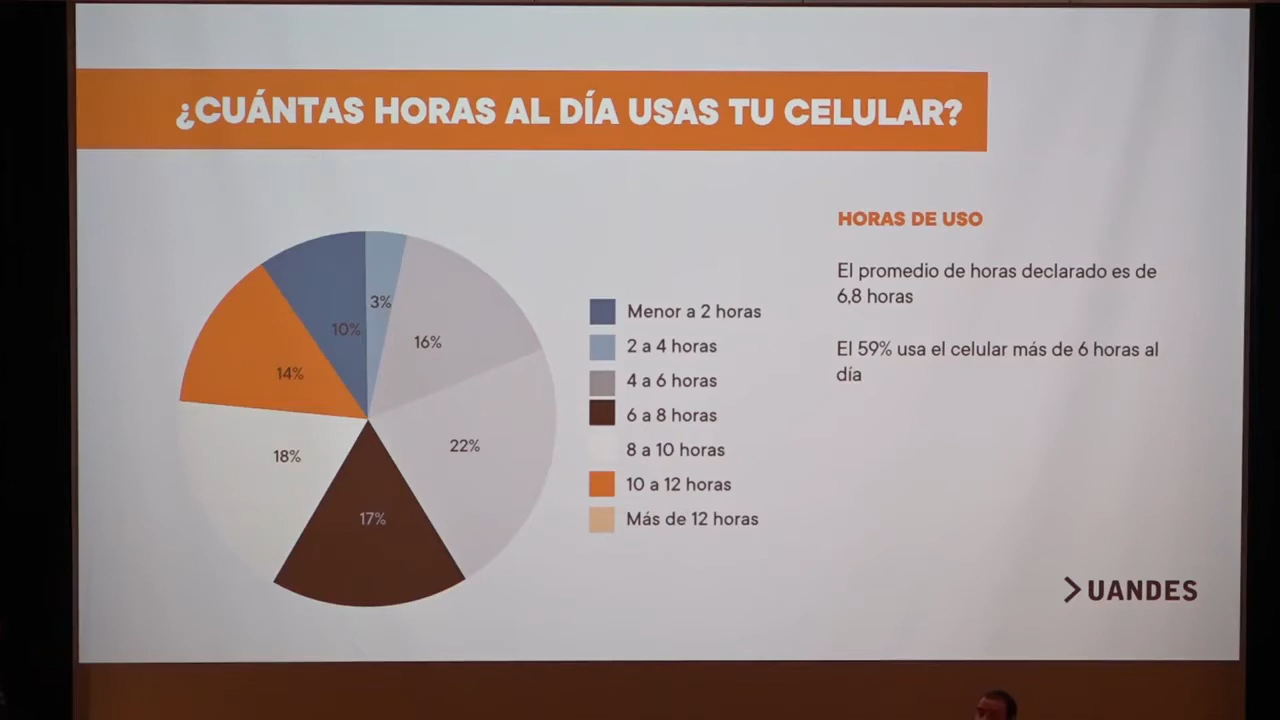 ¿CUÁNTAS HORAS AL DÍA USAS TU CELULAR?
3%
10%
16%
14%
22%
18%
17%
Menor a 2 horas
2 a 4 horas
4 a 6 horas
6 a 8 horas
8 a 10 horas
10 a 12 horas
Más de 12 horas
HORAS DE USO
El promedio de horas declarado es de
6,8 horas
El 59% usa el celular más de 6 horas al
día
UANDES